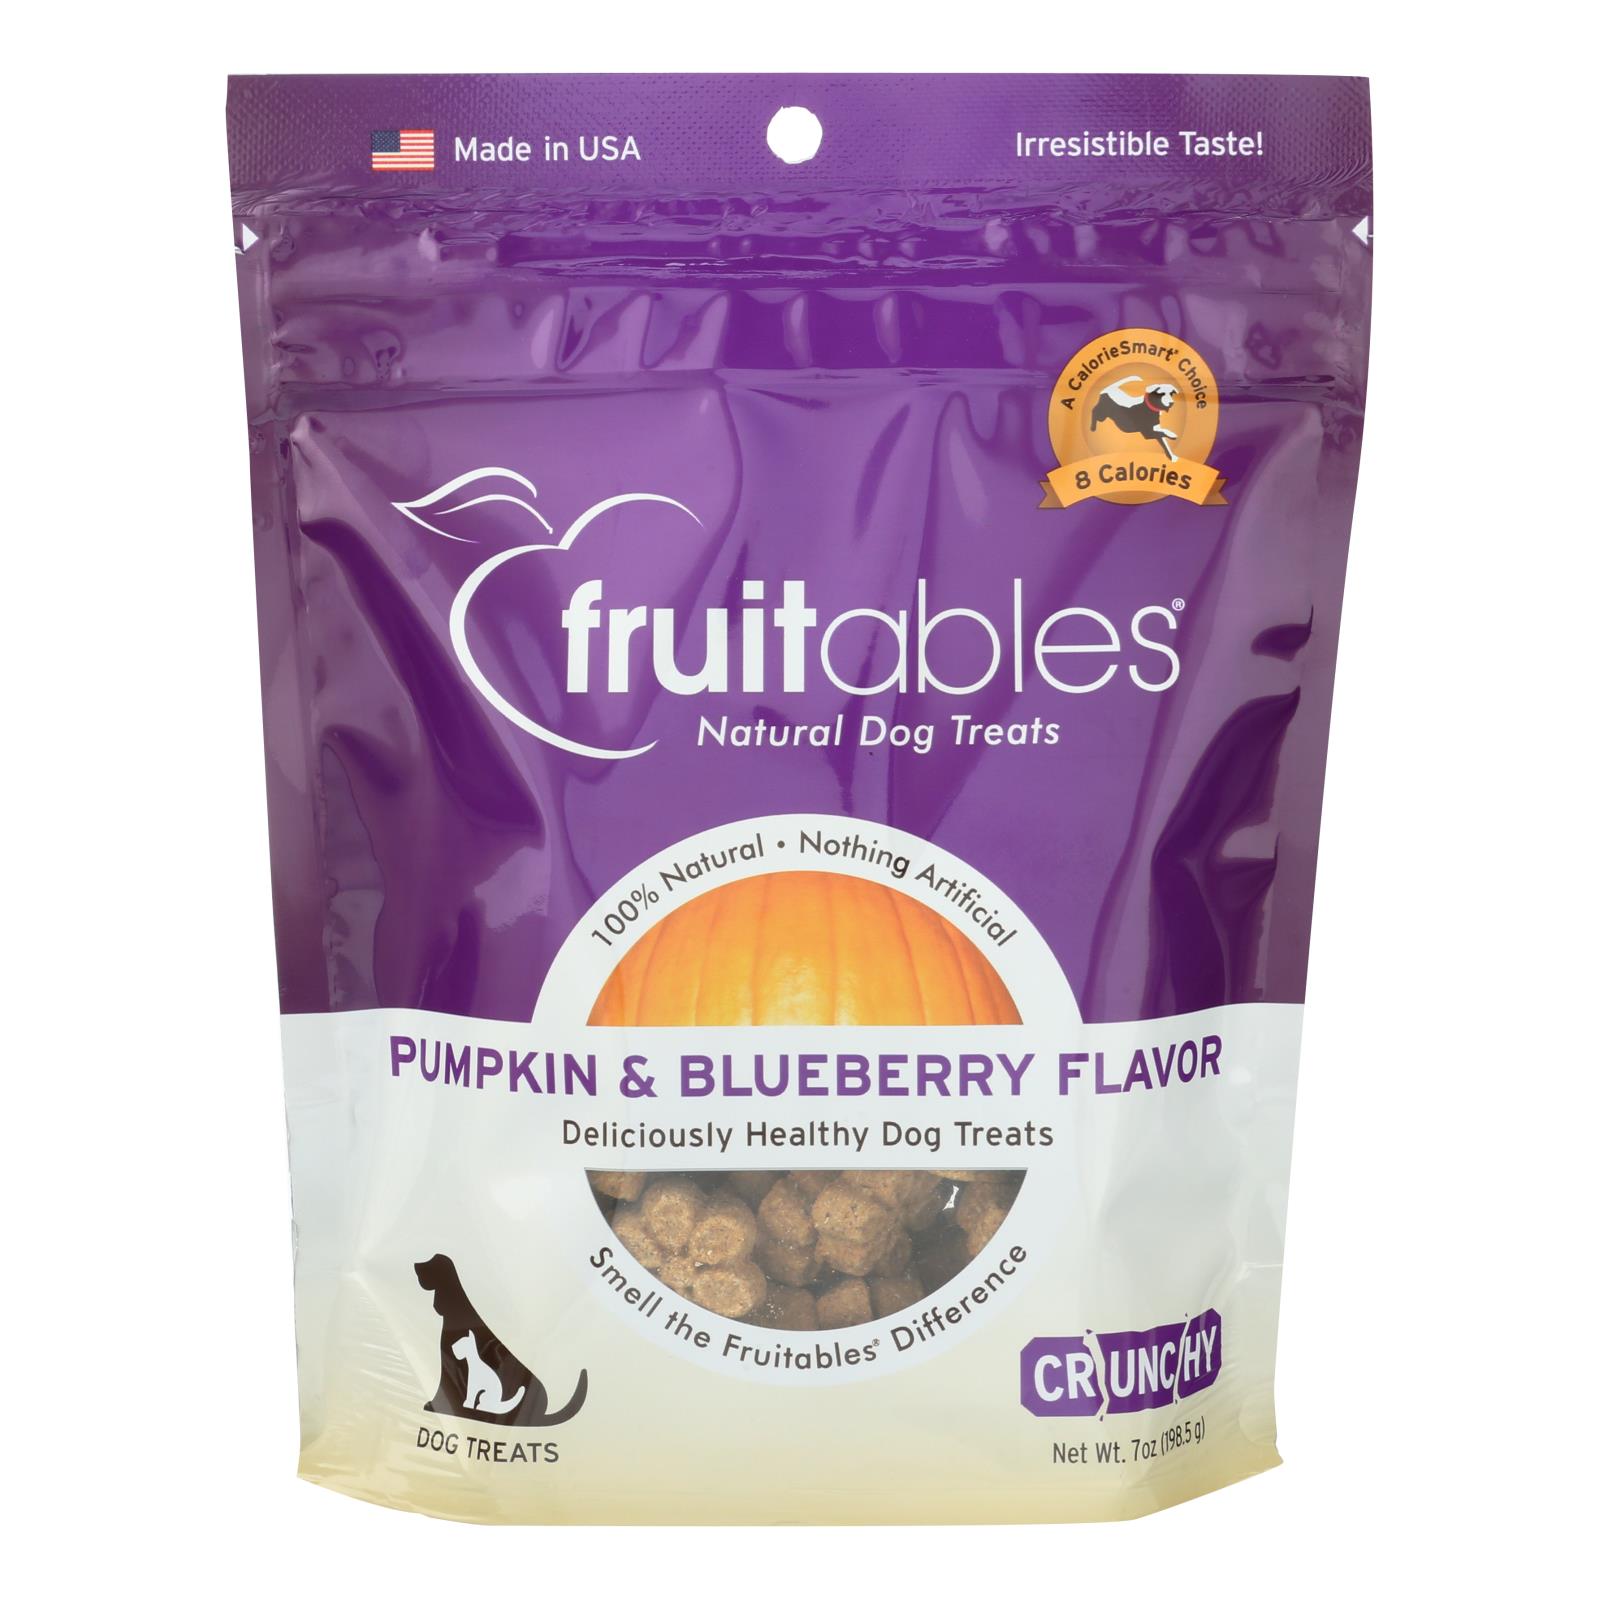 Made in USA
Irresistible Taste!
A CalorieSmart® Choice
8 Calories
fruitables®
Natural Dog Treats
100% Natural • Nothing Artificial
PUMPKIN & BLUEBERRY FLAVOR
Deliciously Healthy Dog Treats
Smell the Fruitables® Difference
DOG TREATS
CRUNCHY
Net Wt. 7oz (198.5 g)